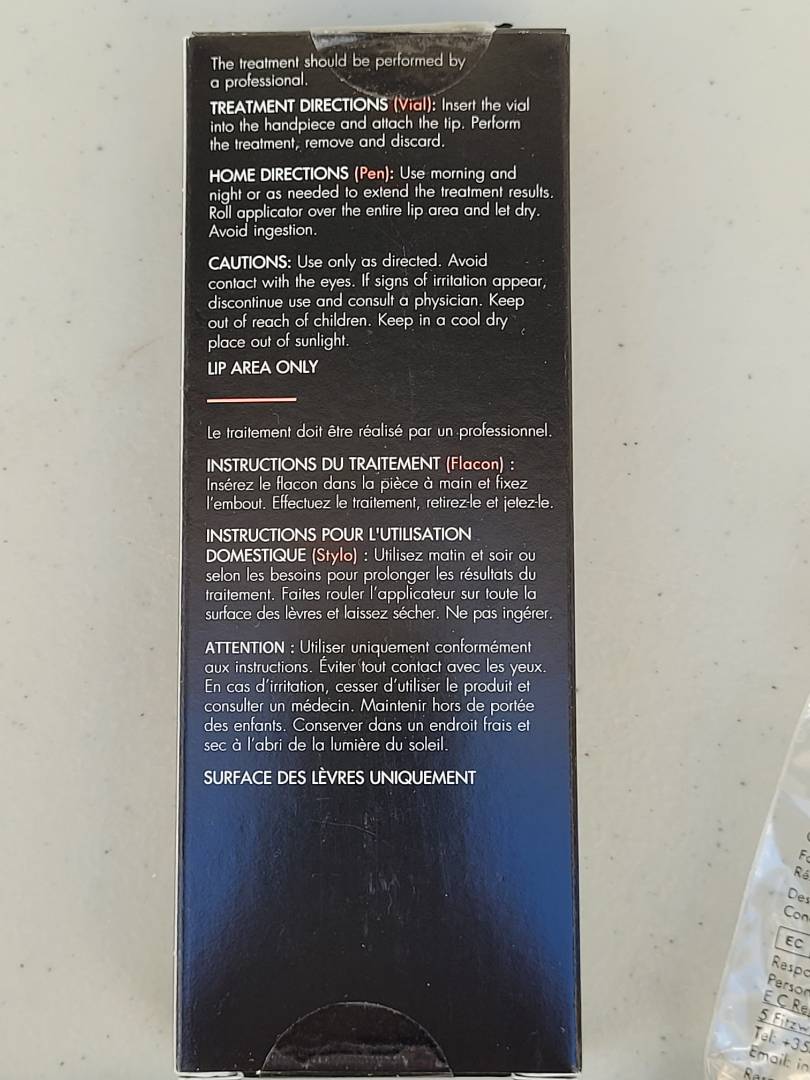 The treatment should be performed by
a professional.
TREATMENT DIRECTIONS (Vial): Insert the vial
into the handpiece and attach the tip. Perform
the treatment, remove and discard.
HOME DIRECTIONS (Pen): Use morning and
night or as needed to extend the treatment results.
Roll applicator over the entire lip area and let dry.
Avoid ingestion.
CAUTIONS: Use only as directed. Avoid
contact with the eyes. If signs of irritation appear,
discontinue use and consult a physician. Keep
out of reach of children. Keep in a cool dry
place out of sunlight.
LIP AREA ONLY
Le traitement doit être réalisé par un professionnel.
INSTRUCTIONS DU TRAITEMENT (Flacon) :
Insérez le flacon dans la pièce à main et fixez
l'embout. Effectuez le traitement, retirez-le et jetez-le.
INSTRUCTIONS POUR L'UTILISATION
DOMESTIQUE (Stylo) : Utilisez matin et soir ou
selon les besoins pour prolonger les résultats du
traitement. Faites rouler l'applicateur sur toute la
surface des lèvres et laissez sécher. Ne pas ingérer.
ATTENTION : Utiliser uniquement conformément
aux instructions. Éviter tout contact avec les yeux.
En cas d'irritation, cesser d'utiliser le produit et
consulter un médecin. Maintenir hors de portée
des enfants. Conserver dans un endroit frais et
sec à l'abri de la lumière du soleil.
SURFACE DES LÈVRES UNIQUEMENT
EC
E C
5
Tel: +35
Email: